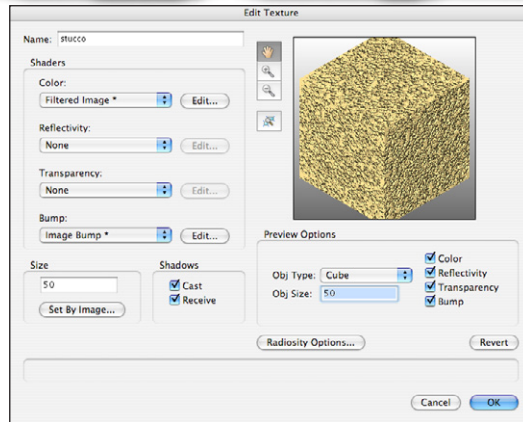 Edit Texture
Name: stucco
Shaders
Color:
Filtered Image * Edit...
Reflectivity:
None Edit...
Transparency:
None Edit...
Bump:
Image Bump * Edit...
Size
50
Set By Image...
Shadows
Cast
Receive
Preview Options
Obj Type: Cube
Obj Size: 50
Color
Reflectivity
Transparency
Bump
Radiosity Options...
Revert
Cancel
OK